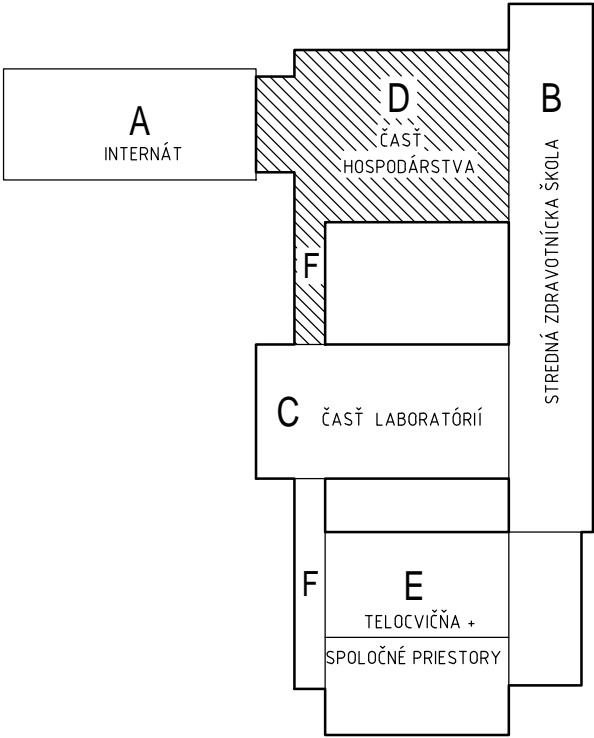 A
INTERNÁT
D
ČASŤ
HOSPODÁRSTVA
B
STREDNÁ ZDRAVOTNÍCKA ŠKOLA
F
C ČASŤ LABORATÓRIÍ
F
E
TELOCVIČŇA +
SPOLOČNÉ PRIESTORY